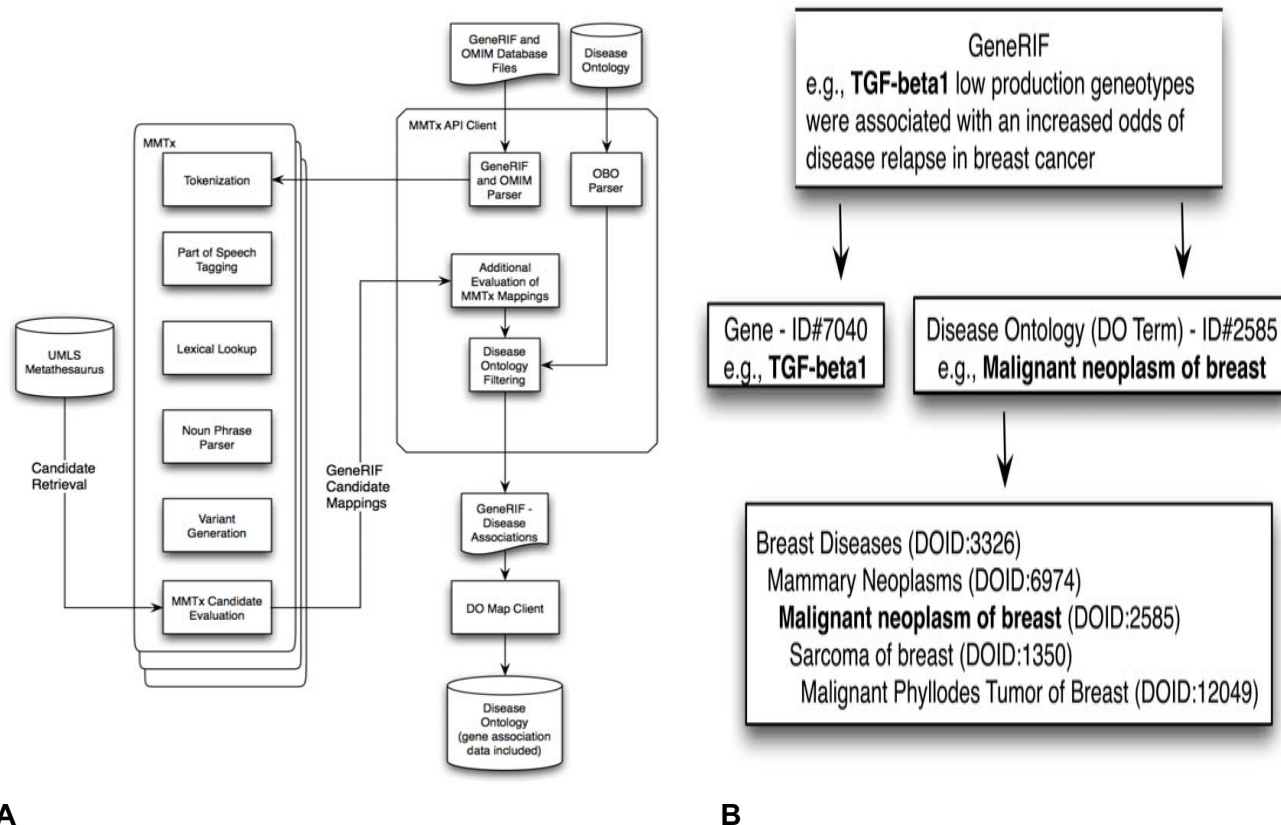 GeneRIF and
OMIM Database
Files
Disease
Ontology
MMTx API Client
GeneRIF
and OMIM
Parser
OBO
Parser
MMTx
Tokenization
Part of Speech
Tagging
Lexical Lookup
Noun Phrase
Parser
Variant
Generation
MMTx Candidate
Evaluation
UMLS
Metathesaurus
Candidate
Retrieval
GeneRIF
Candidate
Mappings
Additional
Evaluation of
MMTx Mappings
Disease
Ontology
Filtering
GeneRIF -
Disease
Associations
DO Map Client
Disease
Ontology
(gene association
data included)
A
GeneRIF
e.g., TGF-beta1 low production geneotypes
were associated with an increased odds of
disease relapse in breast cancer
Gene - ID#7040
e.g., TGF-beta1
Disease Ontology (DO Term) - ID#2585
e.g., Malignant neoplasm of breast
Breast Diseases (DOID:3326)
Mammary Neoplasms (DOID:6974)
Malignant neoplasm of breast (DOID:2585)
Sarcoma of breast (DOID:1350)
Malignant Phyllodes Tumor of Breast (DOID:12049)
B